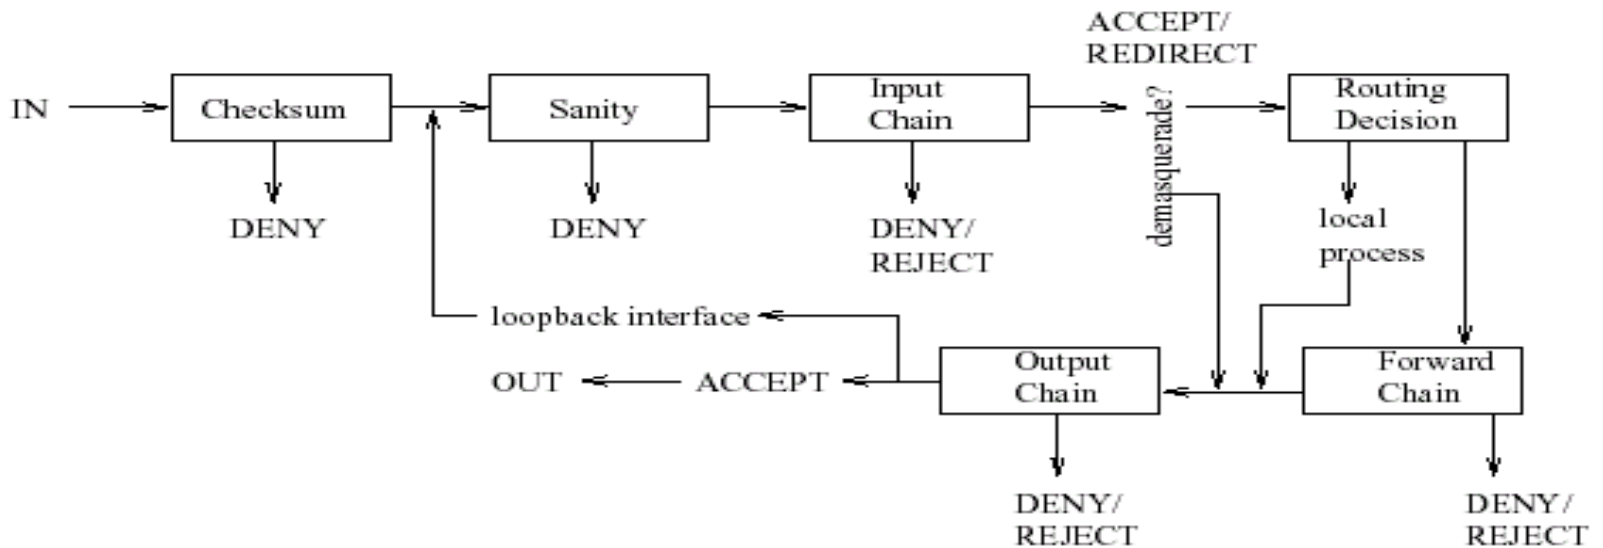 ACCEPT/
REDIRECT
IN
Checksum
Sanity
Input
Chain
demasquerade?
Routing
Decision
DENY
DENY
DENY/
REJECT
local
process
loopback interface
OUT
ACCEPT
Output
Chain
Forward
Chain
DENY/
REJECT
DENY/
REJECT